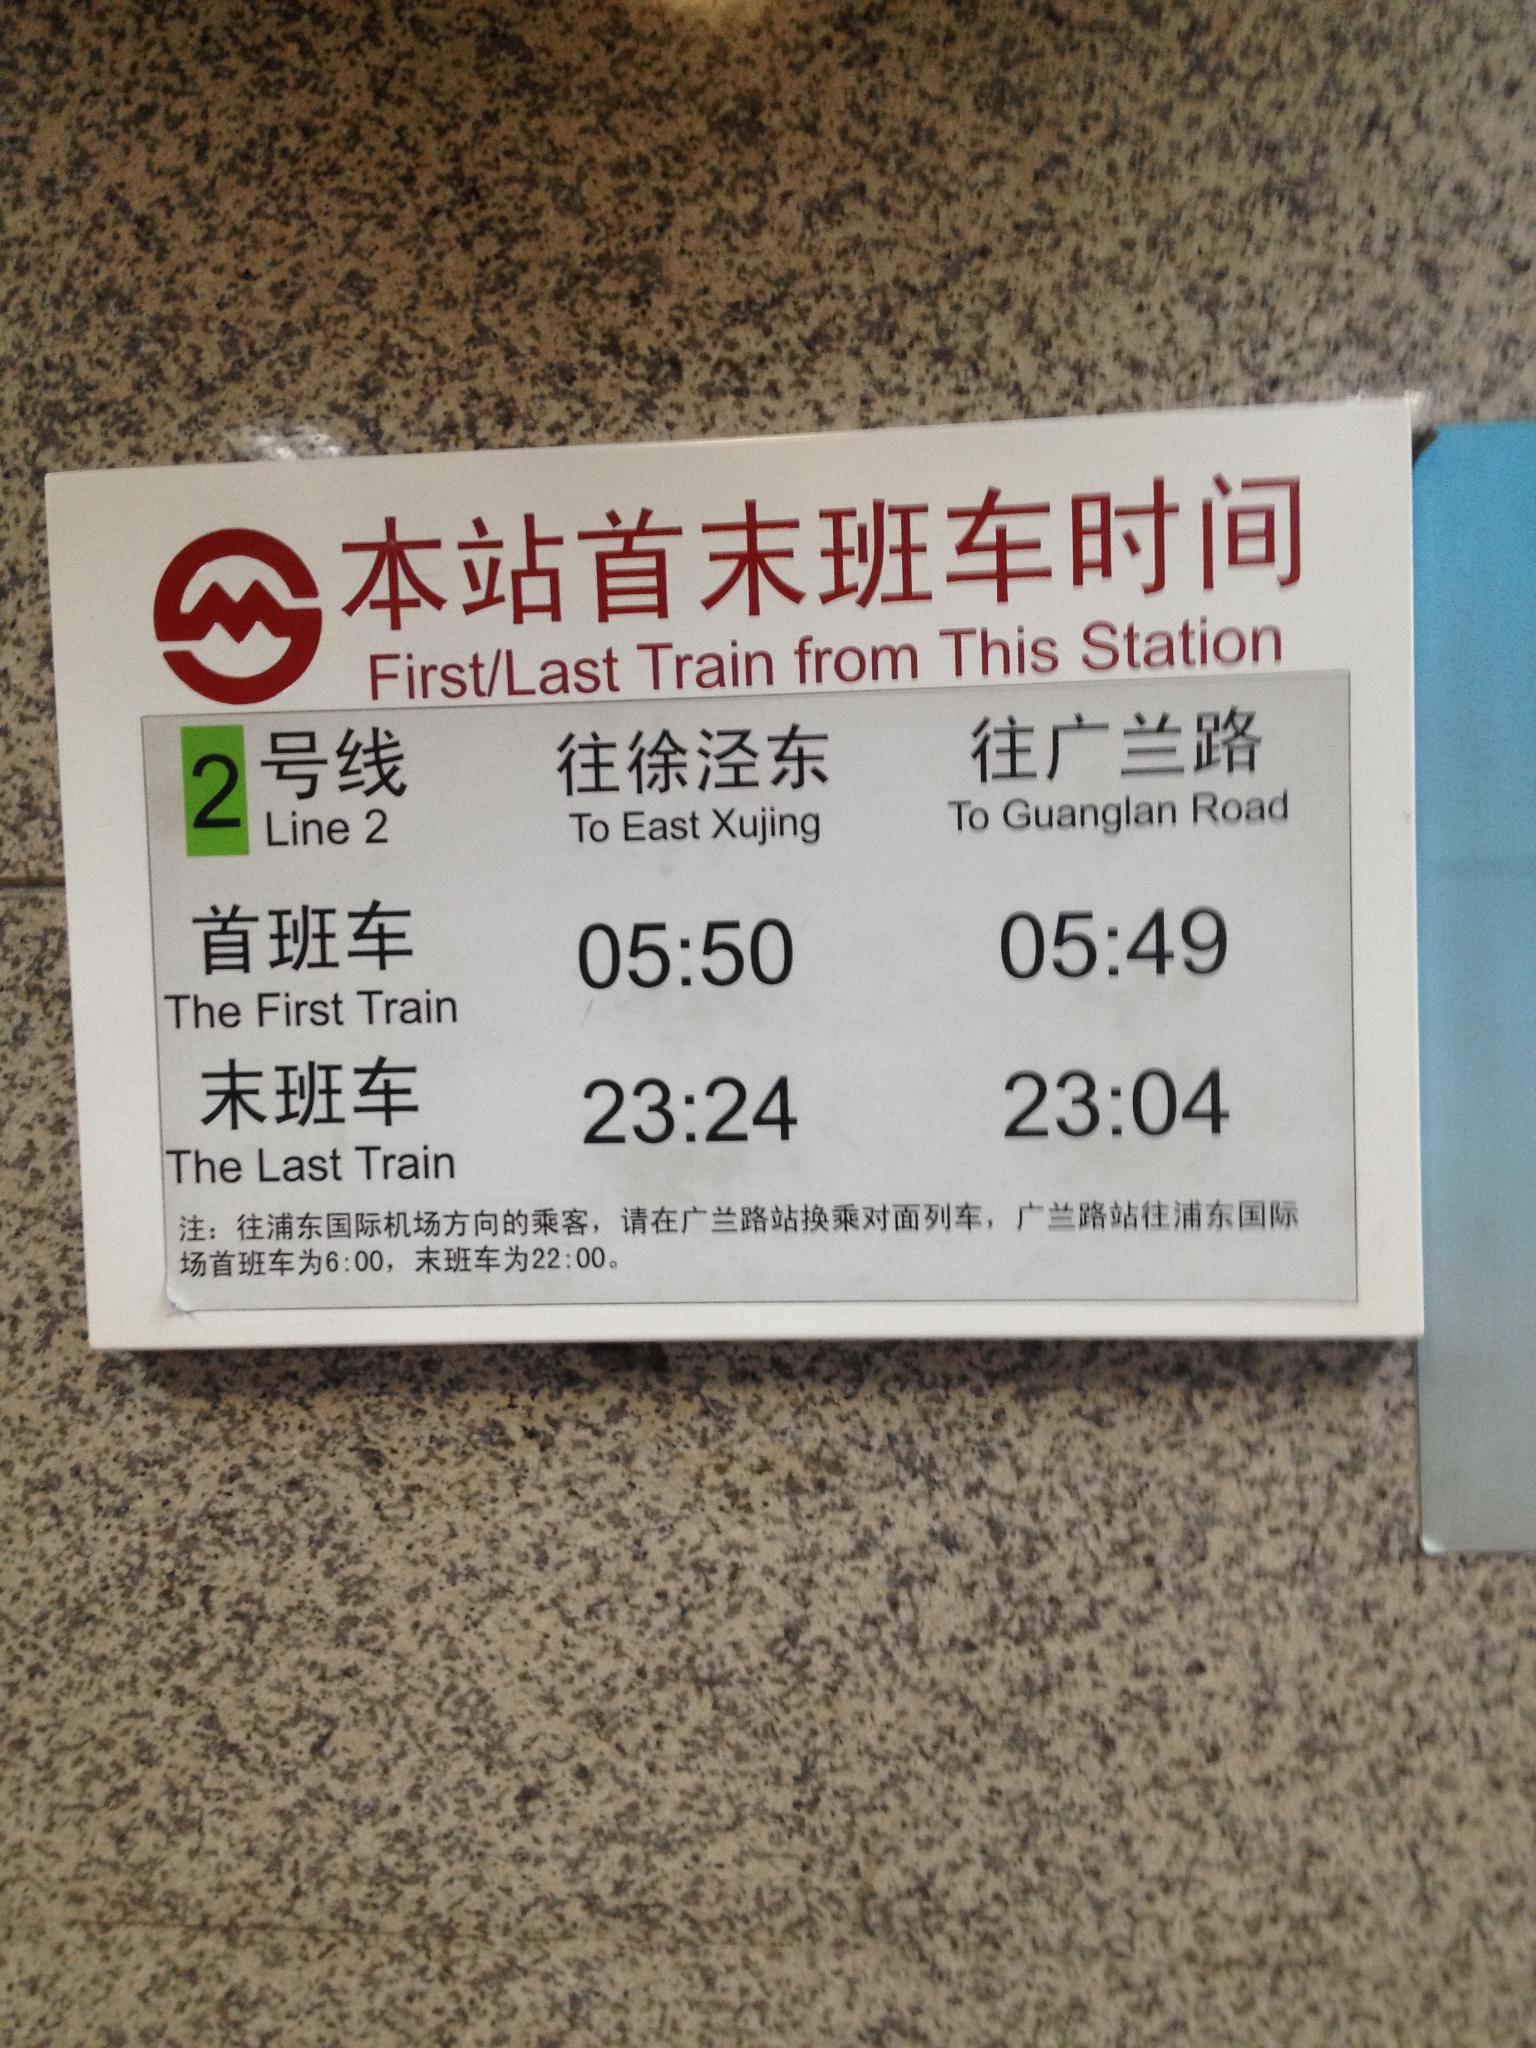 本站首末班车时间
First/Last Train from This Station
2 号线 往徐泾东 往广兰路
Line 2 To East Xujing To Guanglan Road
首班车 05:50 05:49
The First Train
末班车 23:24 23:04
The Last Train
注：往浦东国际机场方向的乘客，请在广兰路站换乘对面列车，广兰路站往浦东国际
场首班车为6:00，末班车为22:00。